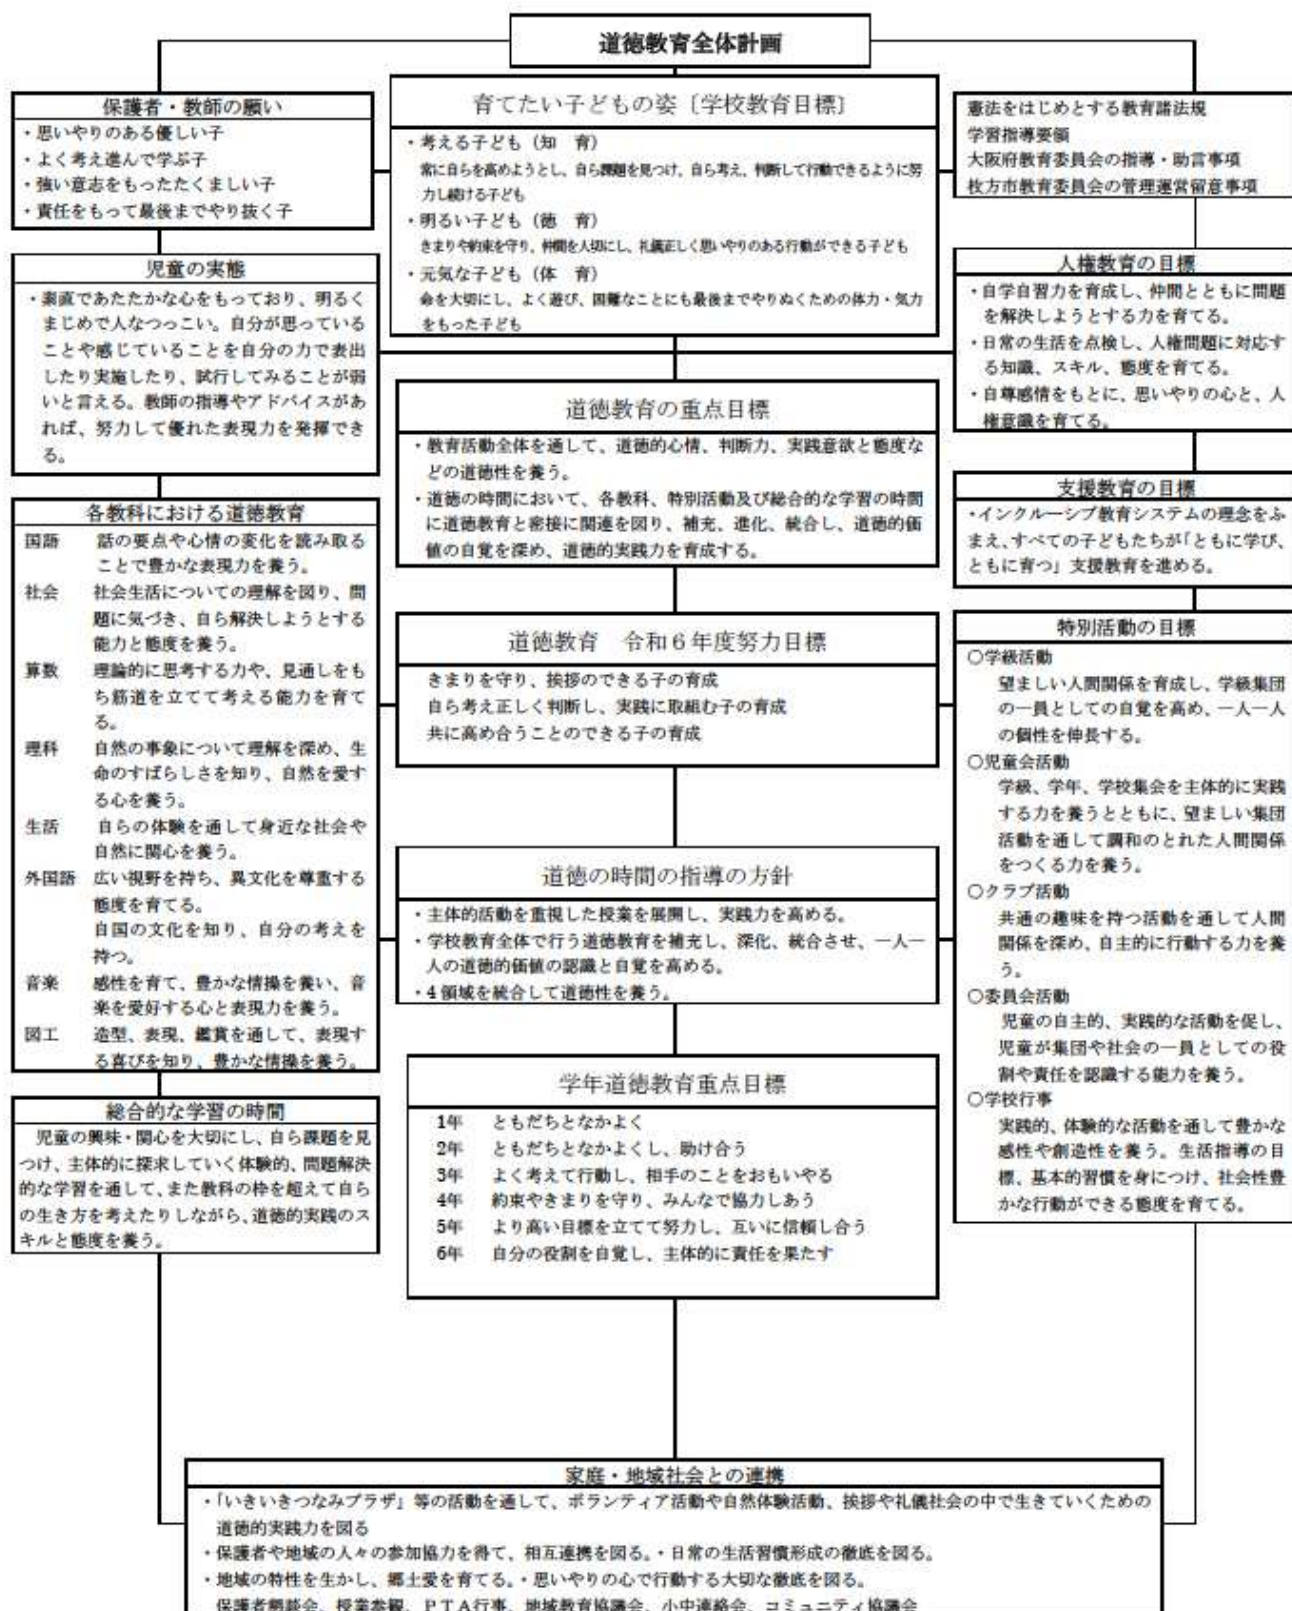 道徳教育全体計画
保護者・教師の願い
・思いやりのある優しい子
・よく考え進んで学ぶ子
・強い意志をもったたくましい子
・責任をもって最後までやり抜く子
育てたい子どもの姿〔学校教育目標〕
・考える子ども（知　育）
常に自らを高めようとし、自ら課題を見つけ、自ら考え、判断して行動できるように努
力し続ける子ども
・明るい子ども（徳　育）
きまりや約束を守り、仲間を大切にし、礼儀正しく思いやりのある行動ができる子ども
・元気な子ども（体　育）
命を大切にし、よく遊び、困難なことにも最後までやりぬくための体力・気力
をもった子ども
憲法をはじめとする教育諸法規
学習指導要領
大阪府教育委員会の指導・助言事項
枚方市教育委員会の管理運営留意事項
児童の実態
・素直であたたかな心をもっており、明るく
まじめで人なつっこい。自分が思っている
ことや感じていることを自分の力で表出
したり実施したり、試行してみることが弱
いと言える。教師の指導やアドバイスがあ
れば、努力して優れた表現力を発揮でき
る。
人権教育の目標
・自学自習力を育成し、仲間とともに問題
を解決しようとする力を育てる。
・日常の生活を点検し、人権問題に対応す
る知識、スキル、態度を育てる。
・自尊感情をもとに、思いやりの心と、人
権意識を育てる。
道徳教育の重点目標
・教育活動全体を通して、道徳的心情、判断力、実践意欲と態度な
どの道徳性を養う。
・道徳の時間において、各教科、特別活動及び総合的な学習の時間
に道徳教育と密接に関連を図り、補充、進化、統合し、道徳的価
値の自覚を深め、道徳的実践力を育成する。
支援教育の目標
・インクルーシブ教育システムの理念をふ
まえ、すべての子どもたちが「ともに学び、
ともに育つ」支援教育を進める。
各教科における道徳教育
国語　話の要点や心情の変化を読み取る
ことで豊かな表現力を養う。
社会　社会生活についての理解を図り、問
題に気づき、自ら解決しようとする
能力と態度を養う。
算数　理論的に思考する力や、見通しをも
ち筋道を立てて考える能力を育て
る。
理科　自然の事象について理解を深め、生
命のすばらしさを知り、自然を愛す
る心を養う。
生活　自らの体験を通して身近な社会や
自然に関心を養う。
外国語　広い視野を持ち、異文化を尊重する
態度を育てる。
自国の文化を知り、自分の考えを
持つ。
音楽　感性を育て、豊かな情操を養い、音
楽を愛好する心と表現力を養う。
図工　造型、表現、鑑賞を通して、表現す
る喜びを知り、豊かな情操を養う。
道徳教育　令和６年度努力目標
きまりを守り、挨拶のできる子の育成
自ら考え正しく判断し、実践に取組む子の育成
共に高め合うことのできる子の育成
特別活動の目標
○学級活動
望ましい人間関係を育成し、学級集団
の一員としての自覚を高め、一人一人
の個性を伸長する。
○児童会活動
学級、学年、学校集会を主体的に実践
する力を養うとともに、望ましい集団
活動を通して調和のとれた人間関係
をつくる力を養う。
○クラブ活動
共通の趣味を持つ活動を通して人間
関係を深め、自主的に行動する力を養
う。
○委員会活動
児童の自主的、実践的な活動を促し、
児童が集団や社会の一員としての役
割や責任を認識する能力を養う。
○学校行事
実践的、体験的な活動を通して豊かな
感性や創造性を養う。生活指導の目
標、基本的習慣を身につけ、社会性豊
かな行動ができる態度を育てる。
道徳の時間の指導の方針
・主体的活動を重視した授業を展開し、実践力を高める。
・学校教育全体で行う道徳教育を補充し、深化、統合させ、一人一
人の道徳的価値の認識と自覚を高める。
・４領域を統合して道徳性を養う。
学年道徳教育重点目標
1年　ともだちとなかよく
2年　ともだちとなかよくし、助け合う
3年　よく考えて行動し、相手のことをおもいやる
4年　約束やきまりを守り、みんなで協力しあう
5年　より高い目標を立てて努力し、互いに信頼し合う
6年　自分の役割を自覚し、主体的に責任を果たす
総合的な学習の時間
児童の興味・関心を大切にし、自ら課題を見
つけ、主体的に探求していく体験的、問題解決
的な学習を通して、また教科の枠を超えて自ら
の生き方を考えたりしながら、道徳的実践のス
キルと態度を養う。
家庭・地域社会との連携
・「いきいきつなみプラザ」等の活動を通して、ボランティア活動や自然体験活動、挨拶や礼儀社会の中で生きていくための
道徳的実践力を図る
・保護者や地域の人々の参加協力を得て、相互連携を図る。・日常の生活習慣形成の徹底を図る。
・地域の特性を生かし、郷土愛を育てる。・思いやりの心で行動する大切な徹底を図る。
保護者懇談会、授業参観、ＰＴＡ行事、地域教育協議会、小中連絡会、コミュニティ協議会